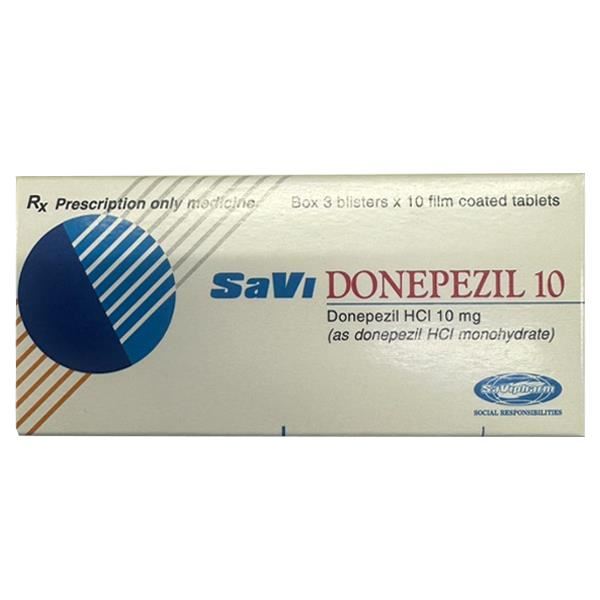 Rx Prescription only medicine. Box 3 blisters x 10 film coated tablets
SaVi DONEPEZIL 10
Donepezil HCl 10 mg
(as donepezil HCl monohydrate)
SaVipharm
SOCIAL RESPONSIBILITIES